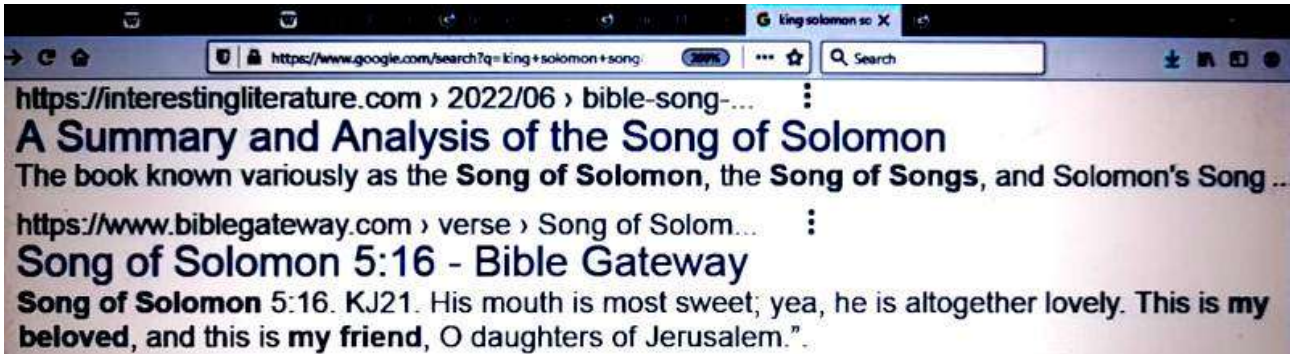 G king solomon so X
https://www.google.com/search?q=king+solomon+song
200% ... Search
https://interestingliterature.com › 2022/06 › bible-song-...
A Summary and Analysis of the Song of Solomon
The book known variously as the Song of Solomon, the Song of Songs, and Solomon's Song ..
https://www.biblegateway.com › verse › Song of Solom...
Song of Solomon 5:16 - Bible Gateway
Song of Solomon 5:16. KJ21. His mouth is most sweet; yea, he is altogether lovely. This is my
beloved, and this is my friend, O daughters of Jerusalem.”.